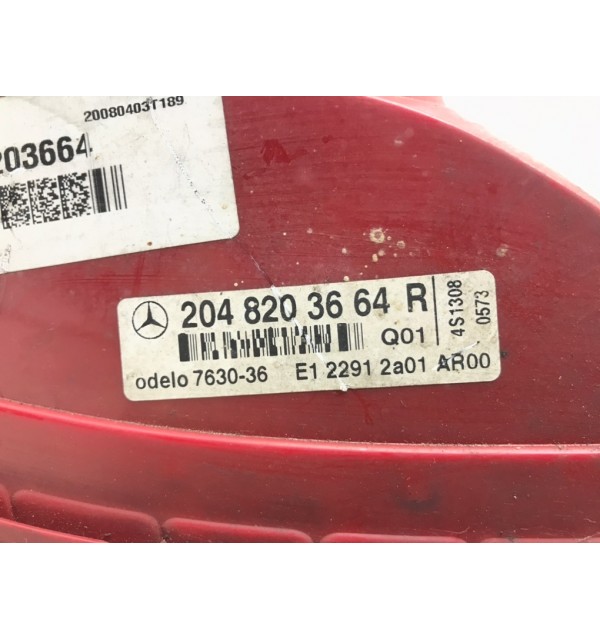 20080403T189
203664
204 820 36 64 R
Q01
4S1308
0573
odelo 7630-36 E1 2291 2a01 AR00